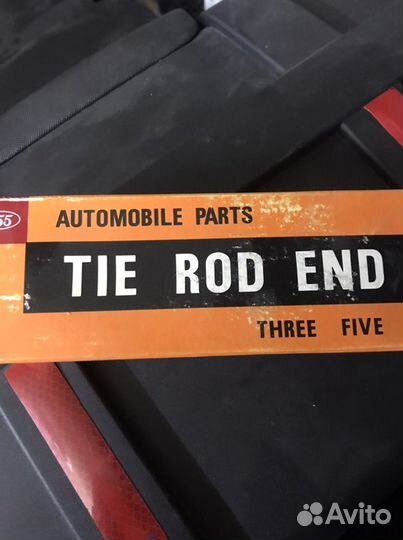 55
AUTOMOBILE PARTS
TIE ROD END
THREE FIVE
Avito